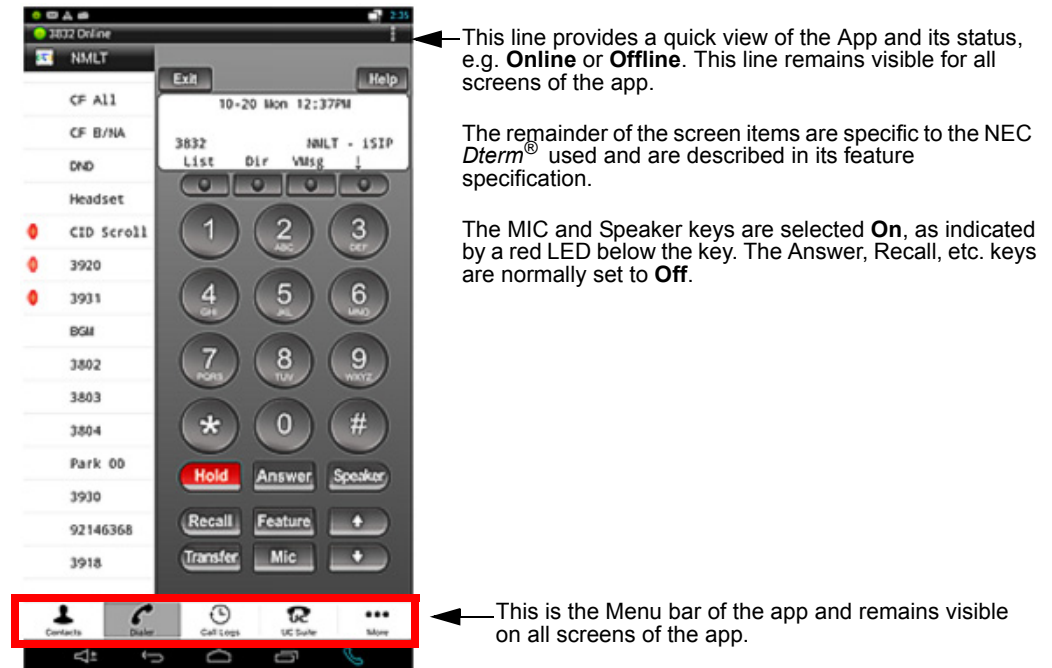 2:35
3832 Online
NMLT
Exit
Help
10-20 Mon 12:37PM
3832 NMLT - iSIP
List Dir VMsg ↓
CF All
CF B/NA
DND
Headset
CID Scroll
3920
3931
BGM
3802
3803
3804
Park 00
3930
92146368
3918
1
2 ABC
3 DEF
4 GHI
5 JKL
6 MNO
7 PQRS
8 TUV
9 WXYZ
*
0
#
Hold Answer Speaker
Recall Feature
Transfer Mic
Contacts Dialer Call Logs UC Suite More
This line provides a quick view of the App and its status,
e.g. Online or Offline. This line remains visible for all
screens of the app.
The remainder of the screen items are specific to the NEC
Dterm® used and are described in its feature
specification.
The MIC and Speaker keys are selected On, as indicated
by a red LED below the key. The Answer, Recall, etc. keys
are normally set to Off.
This is the Menu bar of the app and remains visible
on all screens of the app.